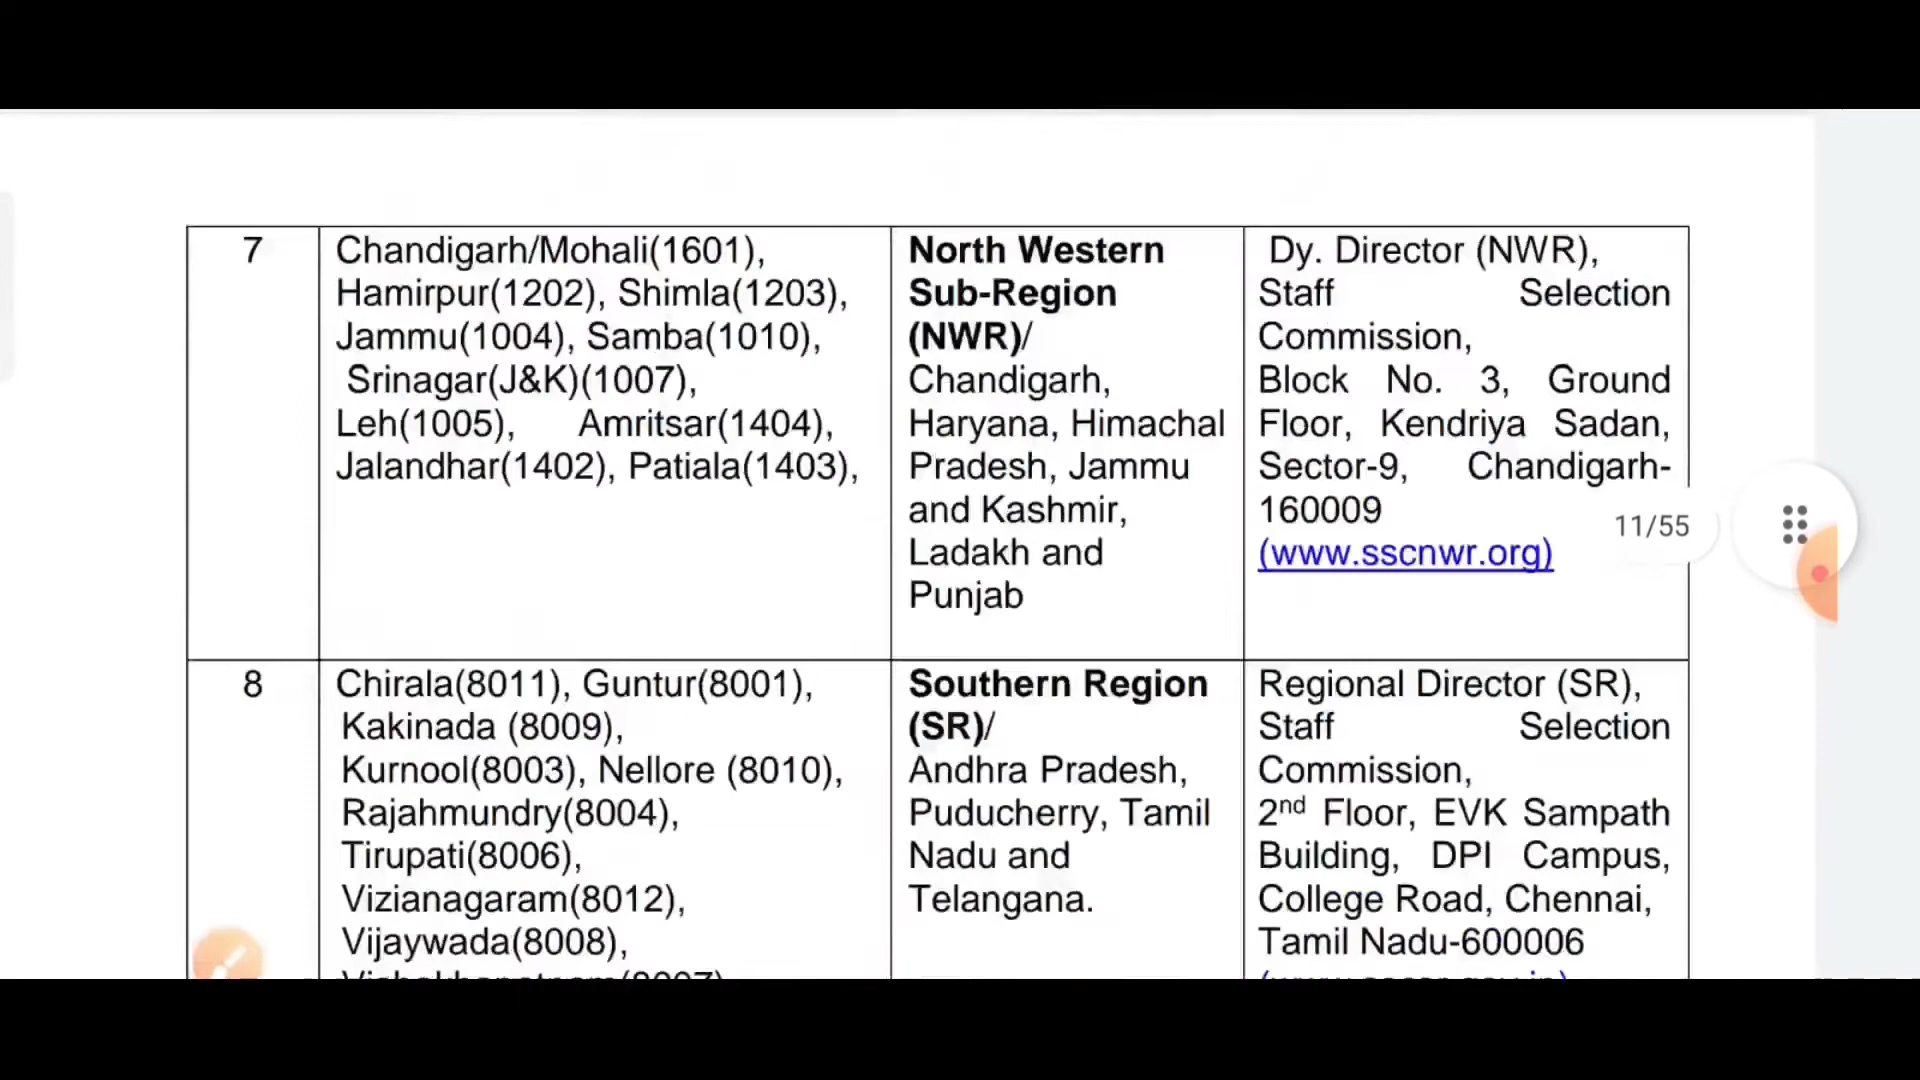 7
Chandigarh/Mohali(1601),
Hamirpur(1202), Shimla(1203),
Jammu(1004), Samba(1010),
Srinagar(J&K)(1007),
Leh(1005), Amritsar(1404),
Jalandhar(1402), Patiala(1403),
North Western
Sub-Region
(NWR)/
Chandigarh,
Haryana, Himachal
Pradesh, Jammu
and Kashmir,
Ladakh and
Punjab
Dy. Director (NWR),
Staff Selection
Commission,
Block No. 3, Ground
Floor, Kendriya Sadan,
Sector-9, Chandigarh-
160009
(www.sscnwr.org)
11/55
8
Chirala(8011), Guntur(8001),
Kakinada (8009),
Kurnool(8003), Nellore (8010),
Rajahmundry(8004),
Tirupati(8006),
Vizianagaram(8012),
Vijaywada(8008),
Southern Region
(SR)/
Andhra Pradesh,
Puducherry, Tamil
Nadu and
Telangana.
Regional Director (SR),
Staff Selection
Commission,
2nd Floor, EVK Sampath
Building, DPI Campus,
College Road, Chennai,
Tamil Nadu-600006